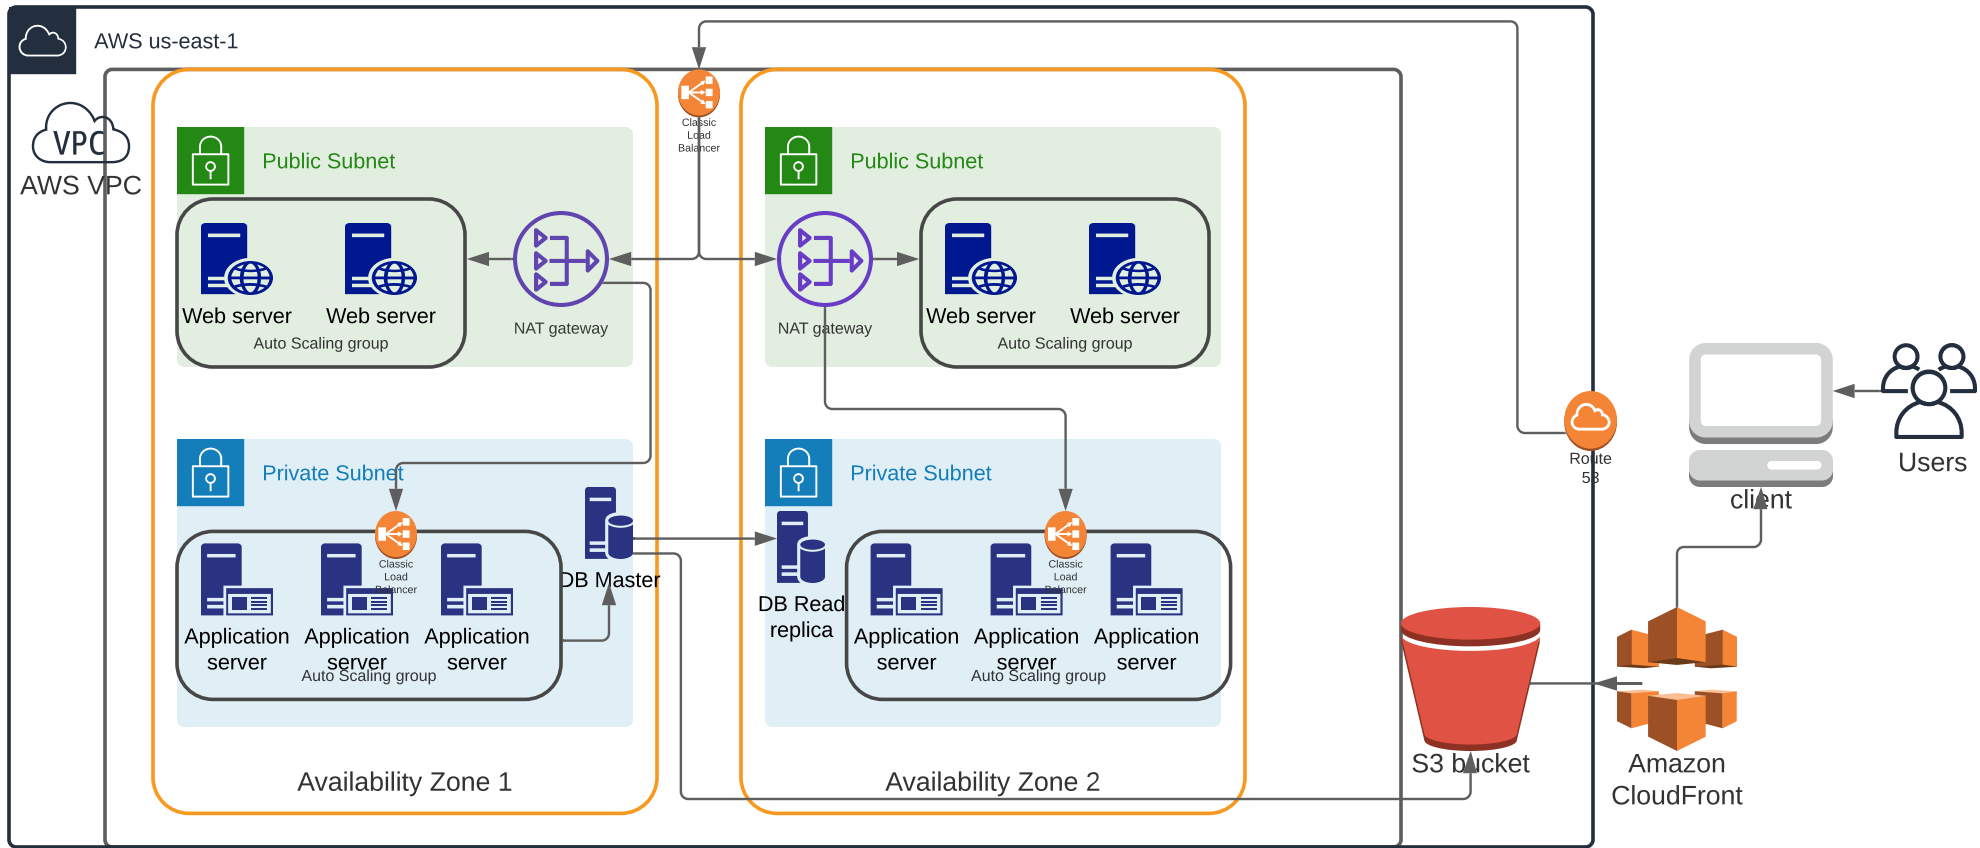 AWS us-east-1
VPC
AWS VPC
Classic
Load
Balancer
Public Subnet
Web server
Web server
Auto Scaling group
NAT gateway
Public Subnet
NAT gateway
Web server
Web server
Auto Scaling group
Private Subnet
Classic
Load
Balancer
Application
server
Application
server
Application
server
Auto Scaling group
DB Master
Private Subnet
DB Read
replica
Classic
Load
Balancer
Application
server
Application
server
Application
server
Auto Scaling group
Availability Zone 1
Availability Zone 2
Route
53
client
Users
S3 bucket
Amazon
CloudFront